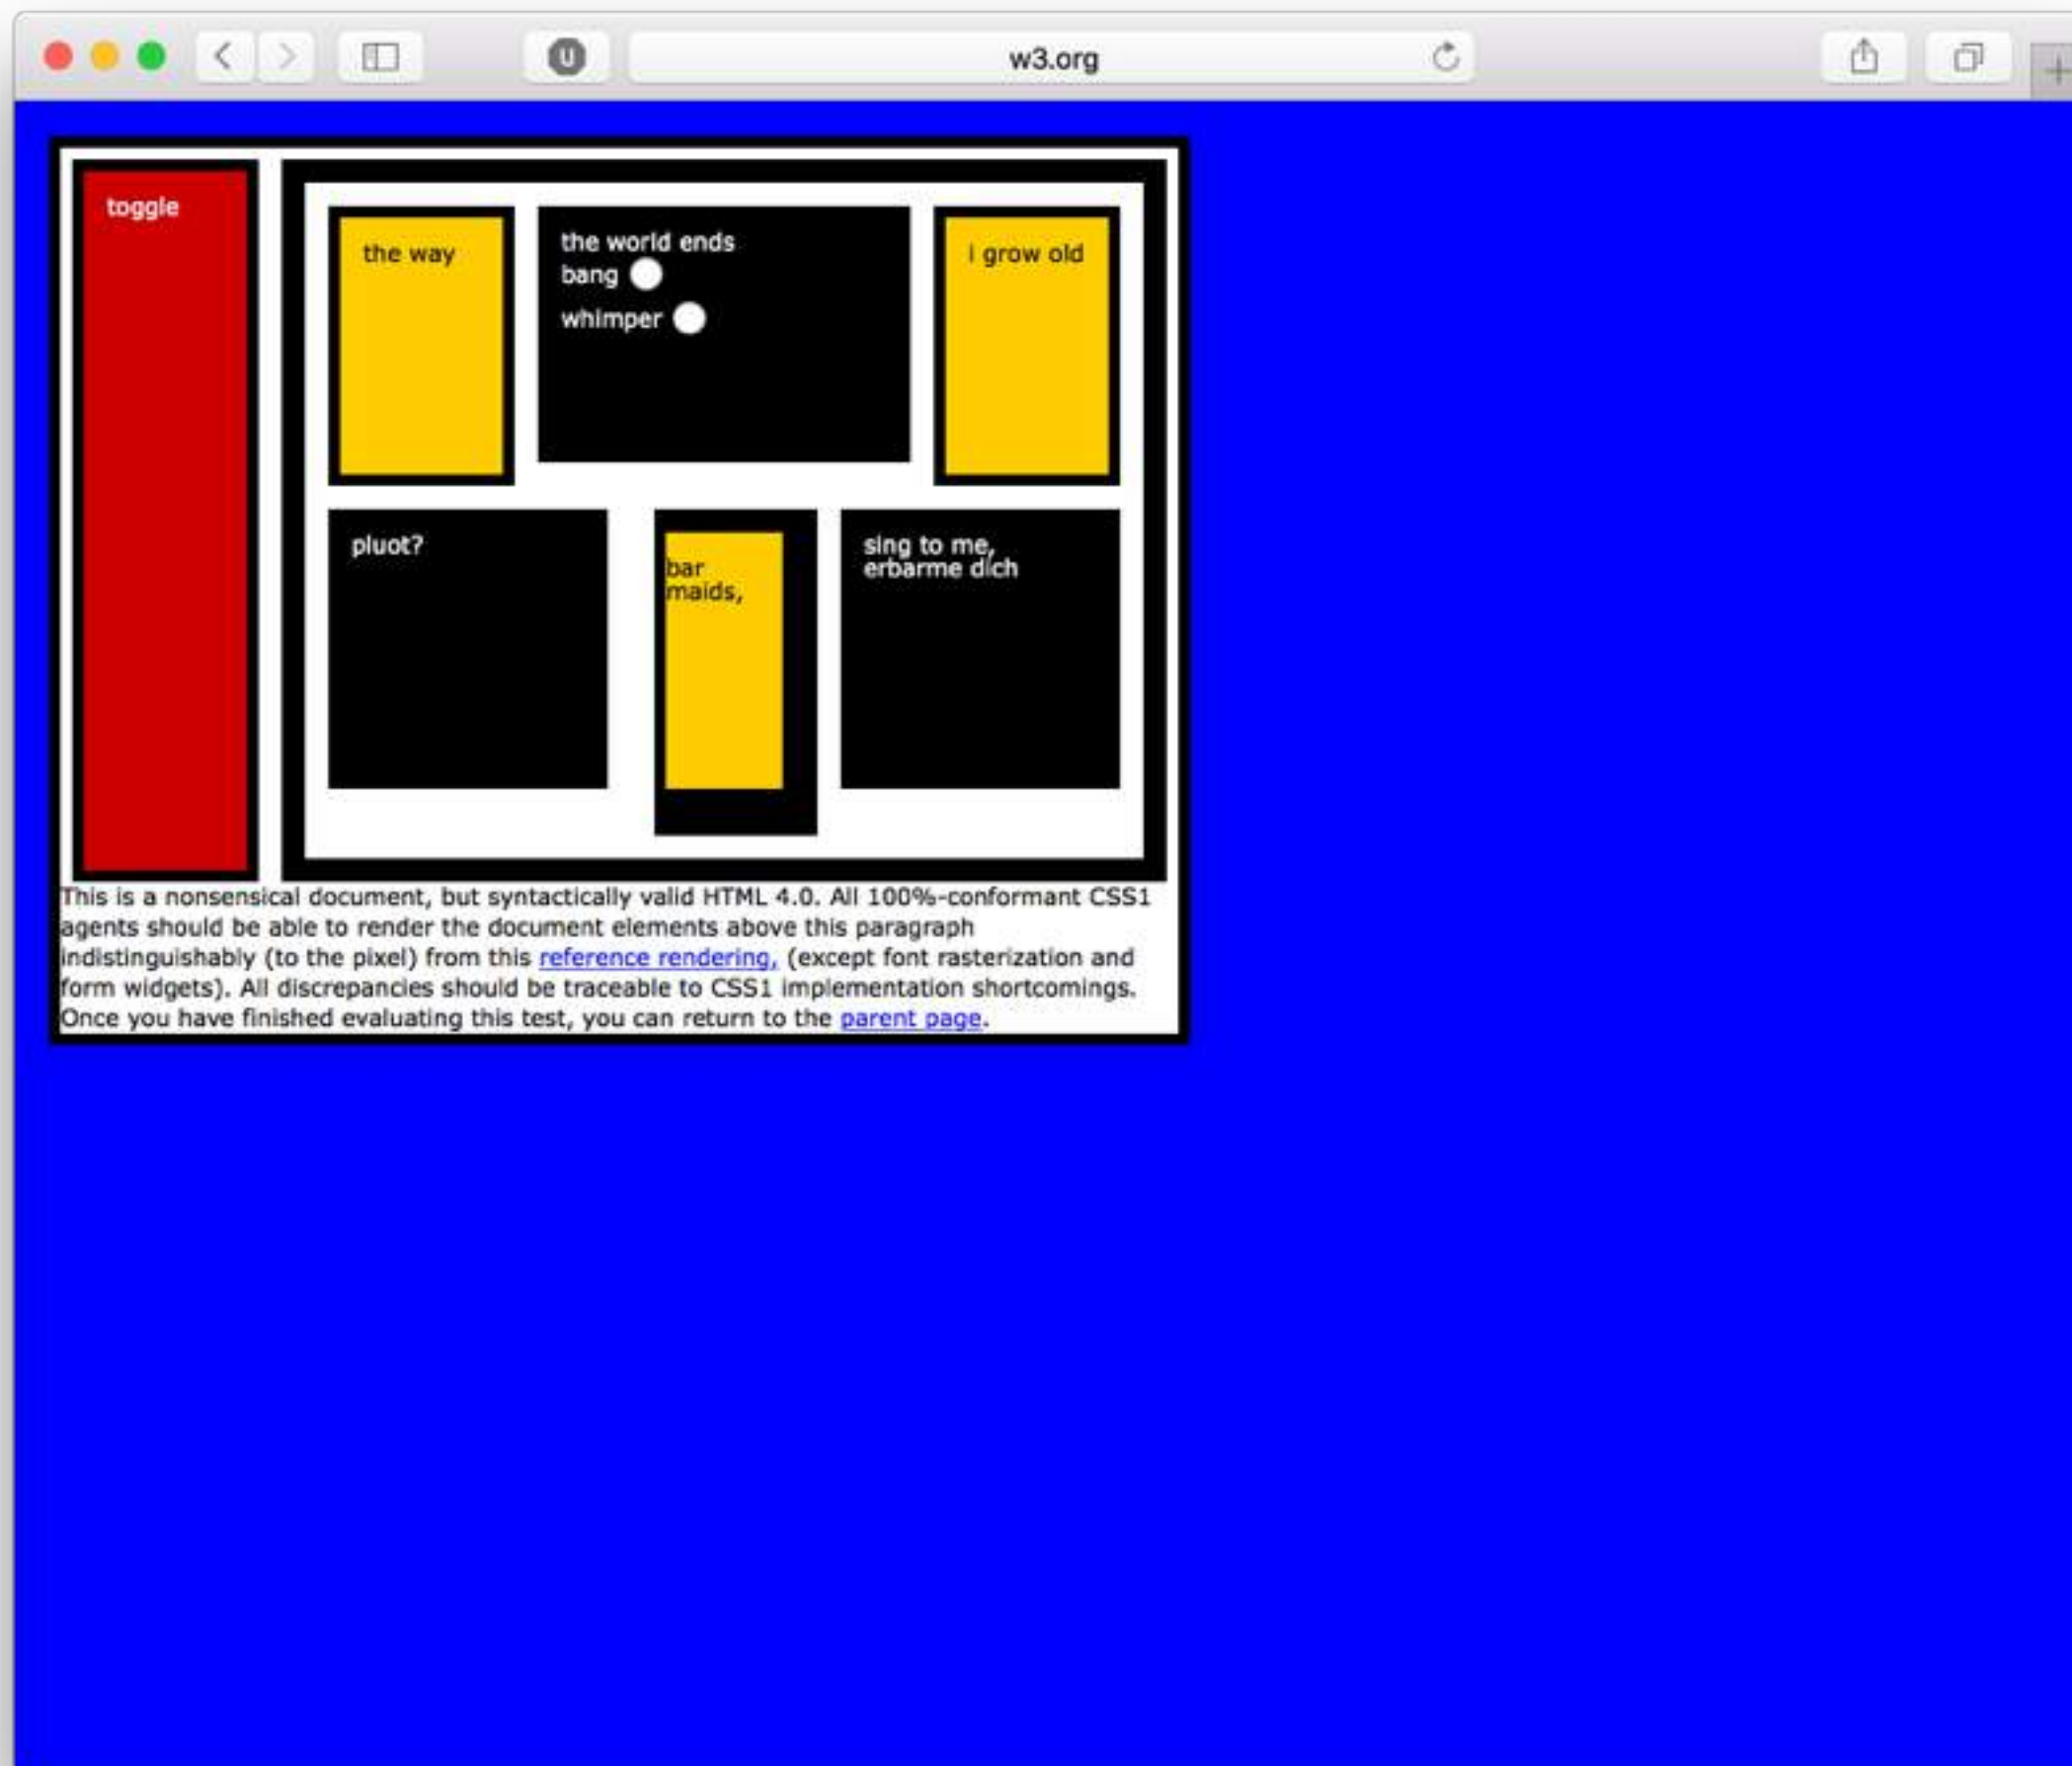 w3.org
toggle
the way
the world ends
bang
whimper
i grow old
pluot?
bar
maids,
sing to me,
erbarme dich
This is a nonsensical document, but syntactically valid HTML 4.0. All 100%-conformant CSS1
agents should be able to render the document elements above this paragraph
indistinguishably (to the pixel) from this reference rendering, (except font rasterization and
form widgets). All discrepancies should be traceable to CSS1 implementation shortcomings.
Once you have finished evaluating this test, you can return to the parent page.